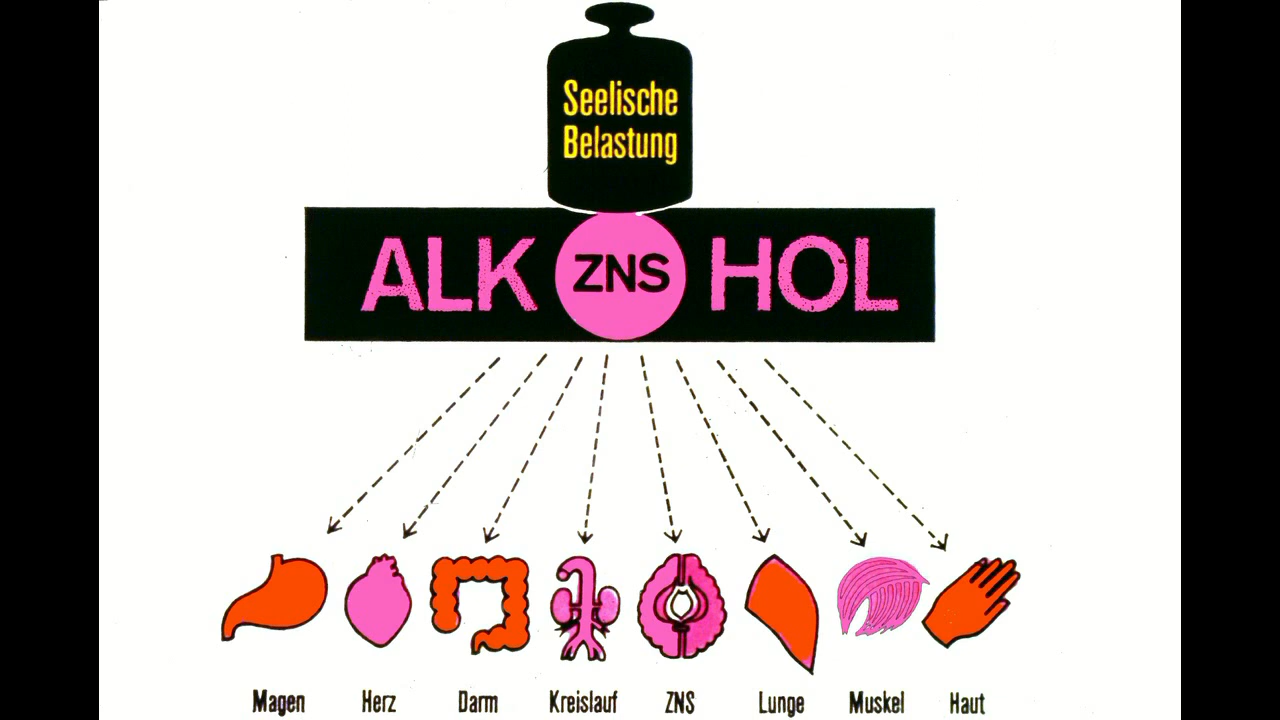 Seelische
Belastung
ALK ZNS HOL
Magen Herz Darm Kreislauf ZNS Lunge Muskel Haut